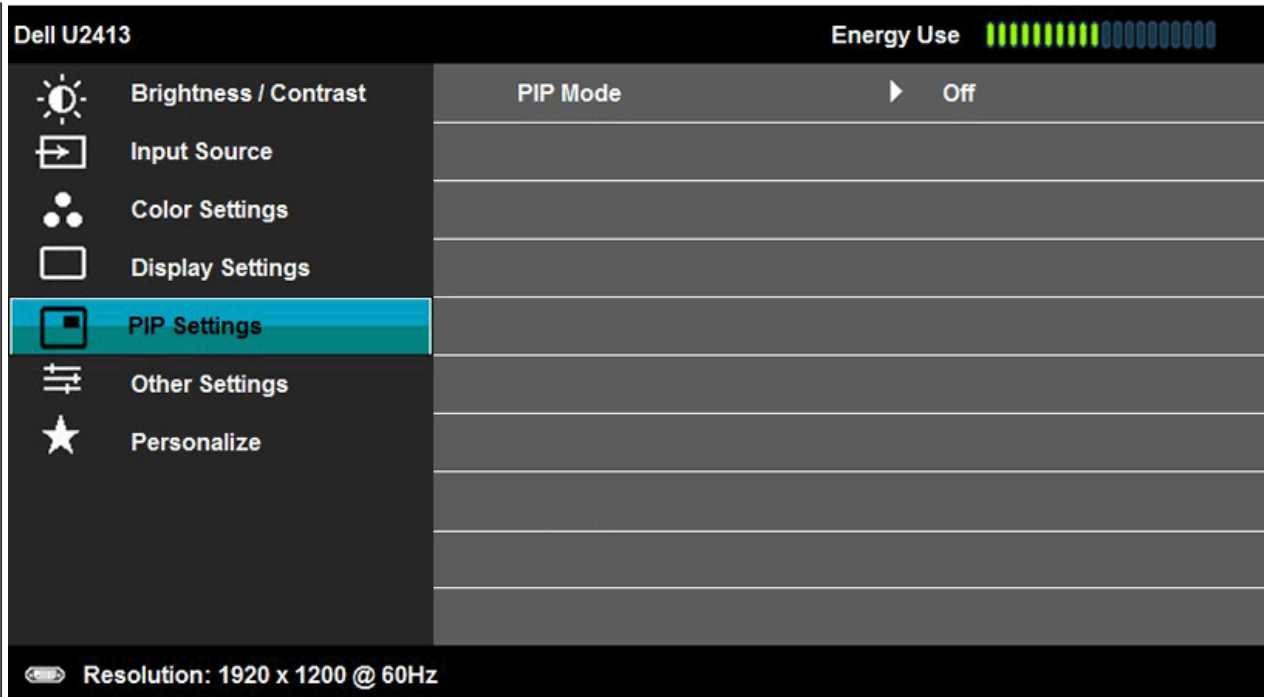 Dell U2413 Energy Use
Brightness / Contrast PIP Mode Off
Input Source
Color Settings
Display Settings
PIP Settings
Other Settings
Personalize
Resolution: 1920 x 1200 @ 60Hz